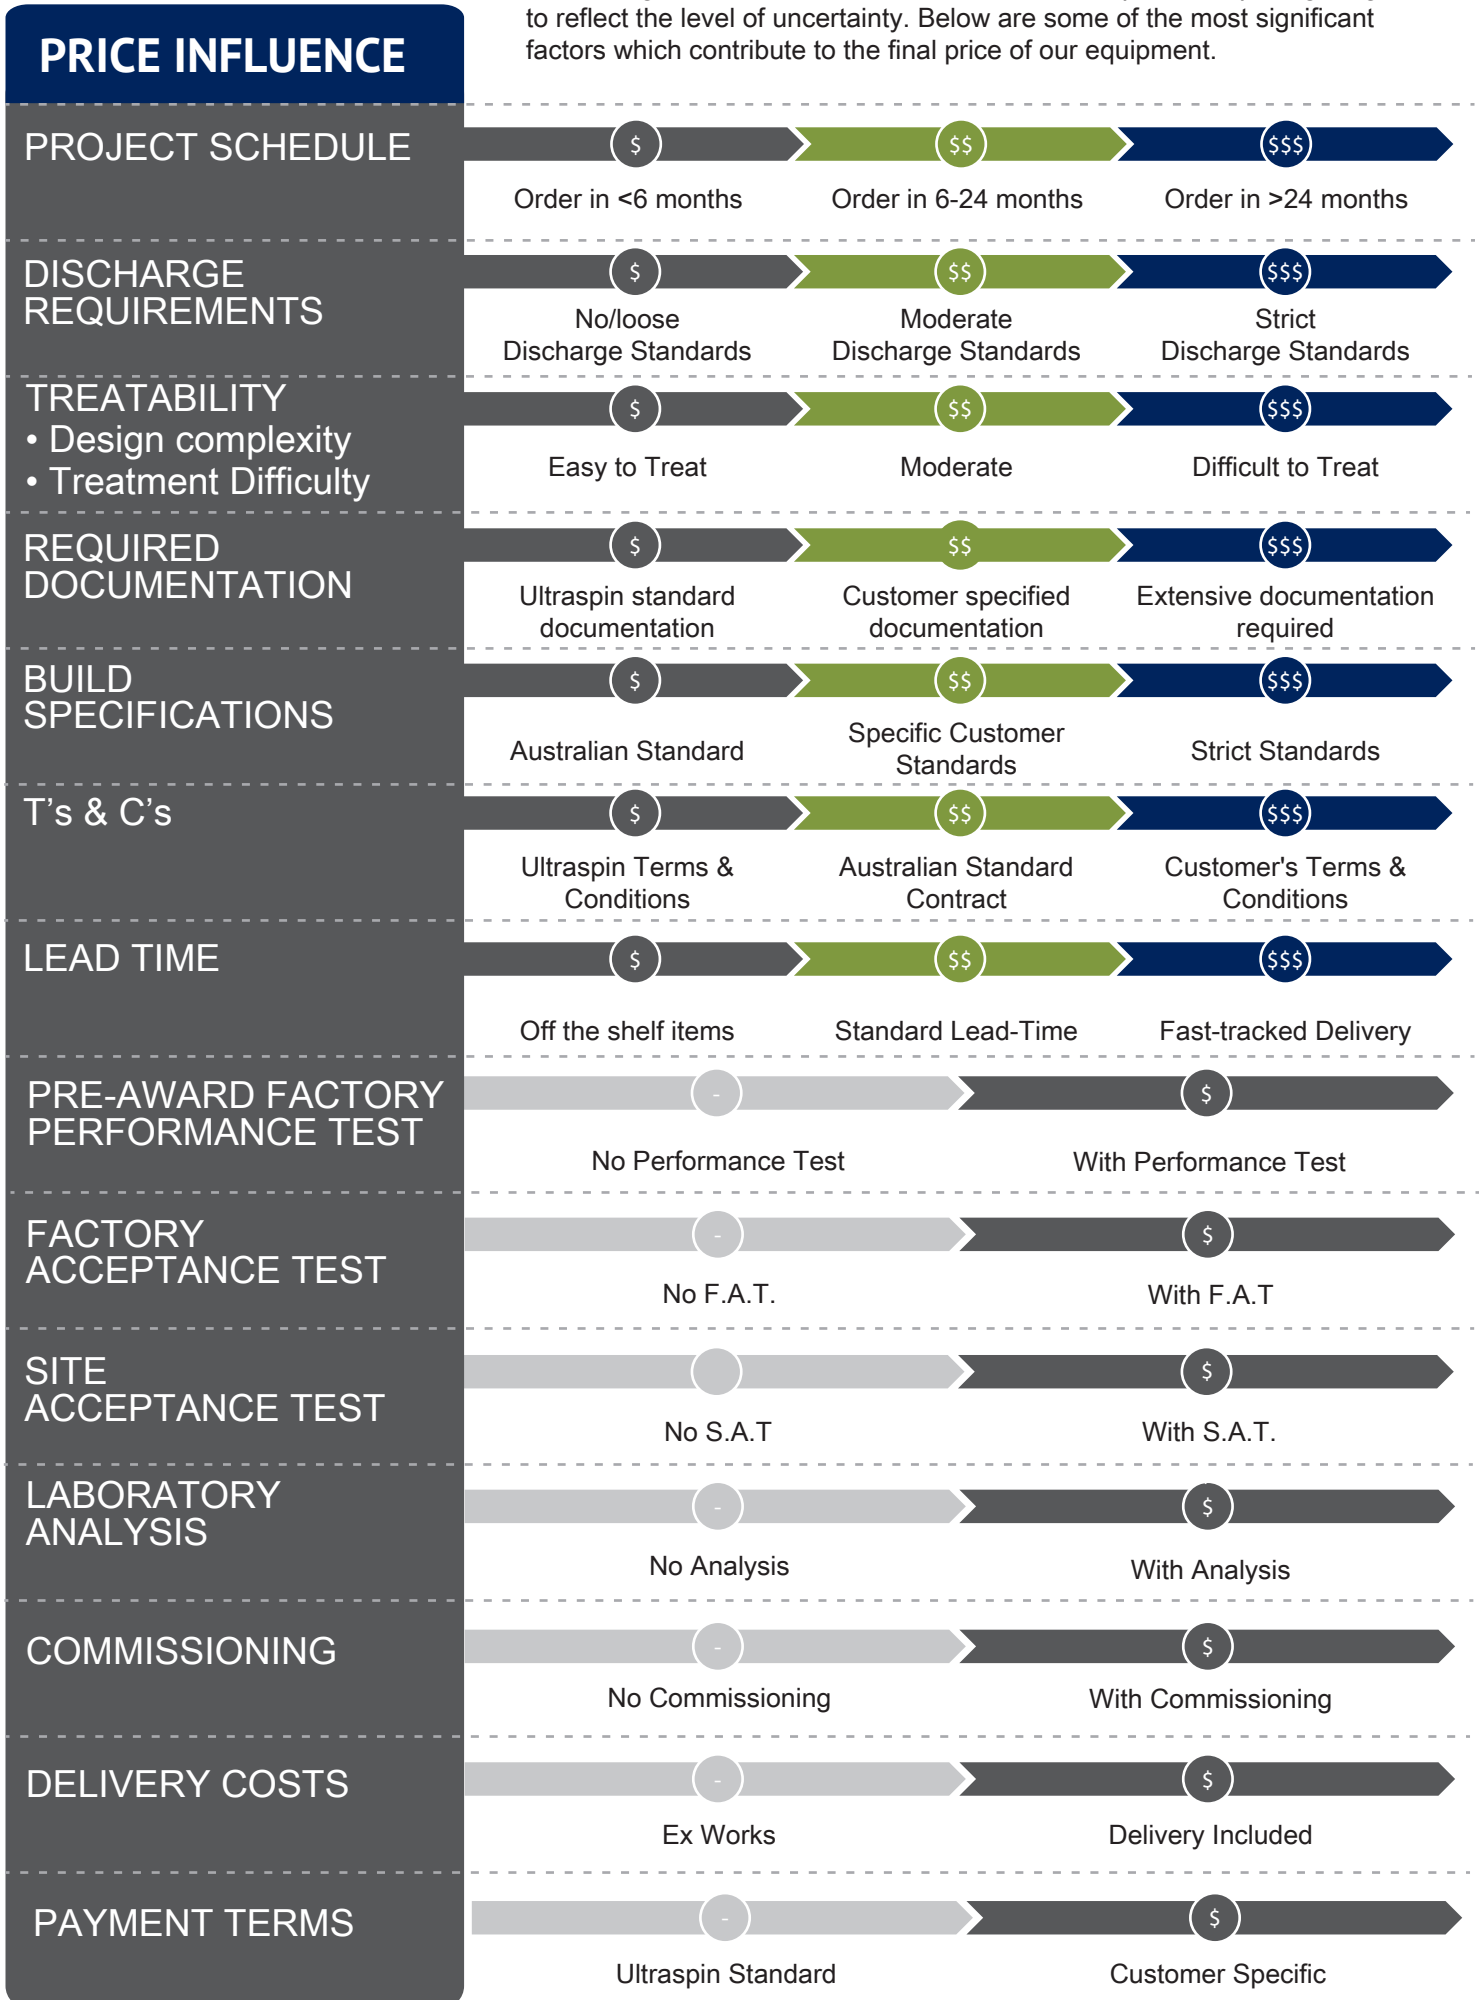 to reflect the level of uncertainty. Below are some of the most significant
factors which contribute to the final price of our equipment.
PRICE INFLUENCE
PROJECT SCHEDULE
$ $$ $$$
Order in <6 months Order in 6-24 months Order in >24 months
DISCHARGE
REQUIREMENTS
$ $$ $$$
No/loose Moderate Strict
Discharge Standards Discharge Standards Discharge Standards
TREATABILITY
• Design complexity
• Treatment Difficulty
$ $$ $$$
Easy to Treat Moderate Difficult to Treat
REQUIRED
DOCUMENTATION
$ $$ $$$
Ultraspin standard Customer specified Extensive documentation
documentation documentation required
BUILD
SPECIFICATIONS
$ $$ $$$
Australian Standard Specific Customer Strict Standards
Standards
T's & C's
$ $$ $$$
Ultraspin Terms & Australian Standard Customer's Terms &
Conditions Contract Conditions
LEAD TIME
$ $$ $$$
Off the shelf items Standard Lead-Time Fast-tracked Delivery
PRE-AWARD FACTORY
PERFORMANCE TEST
- $
No Performance Test With Performance Test
FACTORY
ACCEPTANCE TEST
- $
No F.A.T. With F.A.T
SITE
ACCEPTANCE TEST
$
No S.A.T With S.A.T.
LABORATORY
ANALYSIS
- $
No Analysis With Analysis
COMMISSIONING
- $
No Commissioning With Commissioning
DELIVERY COSTS
- $
Ex Works Delivery Included
PAYMENT TERMS
- $
Ultraspin Standard Customer Specific